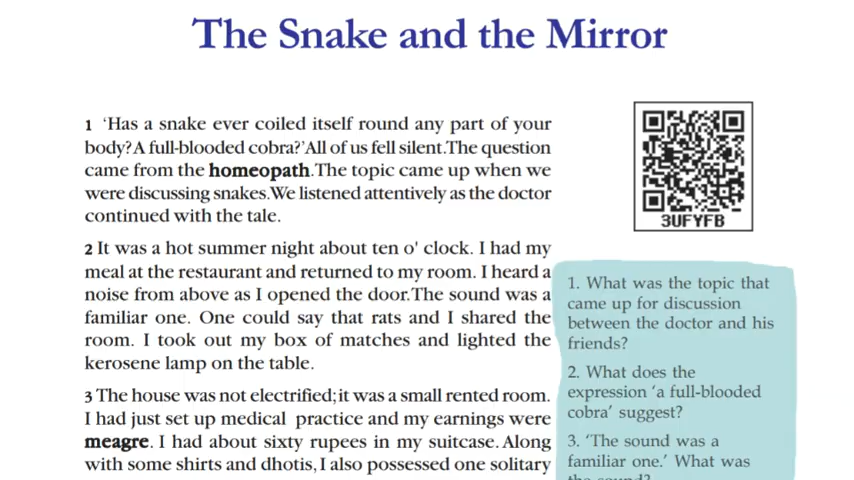 The Snake and the Mirror
1 'Has a snake ever coiled itself round any part of your
body? A full-blooded cobra?' All of us fell silent. The question
came from the homeopath. The topic came up when we
were discussing snakes. We listened attentively as the doctor
continued with the tale.
2 It was a hot summer night about ten o' clock. I had my
meal at the restaurant and returned to my room. I heard a
noise from above as I opened the door. The sound was a
familiar one. One could say that rats and I shared the
room. I took out my box of matches and lighted the
kerosene lamp on the table.
3 The house was not electrified; it was a small rented room.
I had just set up medical practice and my earnings were
meagre. I had about sixty rupees in my suitcase. Along
with some shirts and dhotis, I also possessed one solitary
3UFYFB
1. What was the topic that
came up for discussion
between the doctor and his
friends?
2. What does the
expression 'a full-blooded
cobra' suggest?
3. 'The sound was a
familiar one.' What was
the sound?